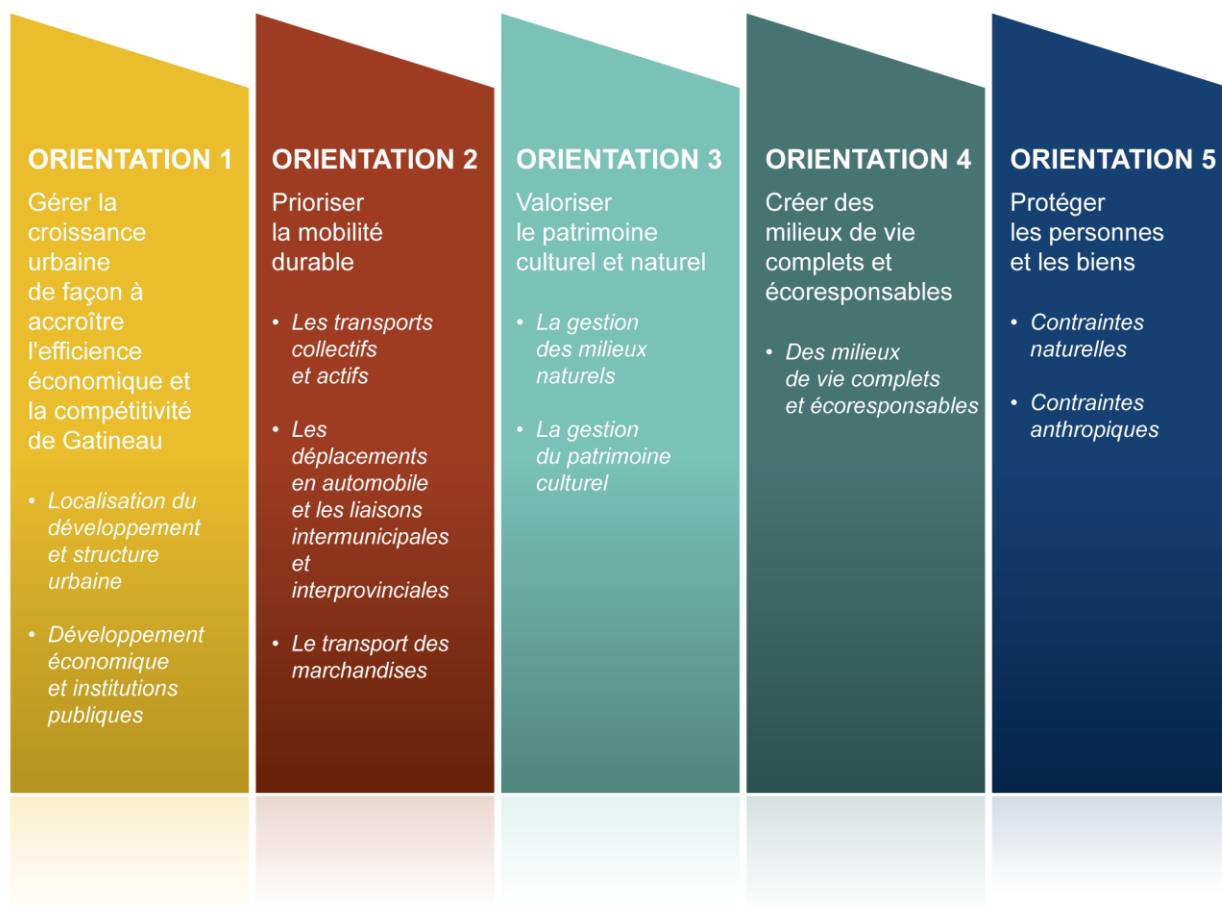 ORIENTATION 1
Gérer la
croissance
urbaine
de façon à
accroître
l'efficience
économique et
la compétitivité
de Gatineau
• Localisation du
développement
et structure
urbaine
• Développement
économique
et institutions
publiques
ORIENTATION 2
Prioriser
la mobilité
durable
• Les transports
collectifs
et actifs
• Les
déplacements
en automobile
et les liaisons
intermunicipales
et
interprovinciales
• Le transport des
marchandises
ORIENTATION 3
Valoriser
le patrimoine
culturel et naturel
• La gestion
des milieux
naturels
• La gestion
du patrimoine
culturel
ORIENTATION 4
Créer des
milieux de vie
complets et
écoresponsables
• Des milieux
de vie complets
et écoresponsables
ORIENTATION 5
Protéger
les personnes
et les biens
• Contraintes
naturelles
• Contraintes
anthropiques